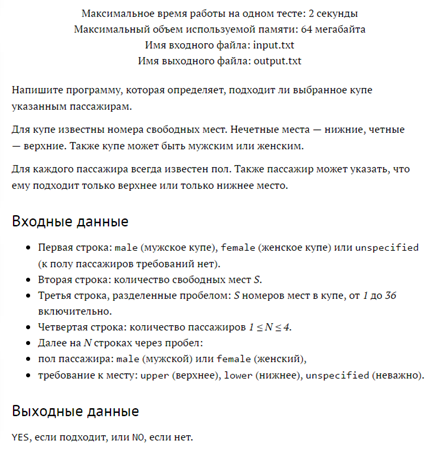 Максимальное время работы на одном тесте: 2 секунды
Максимальный объем используемой памяти: 64 мегабайта
Имя входного файла: input.txt
Имя выходного файла: output.txt
Напишите программу, которая определяет, подходит ли выбранное купе
указанным пассажирам.
Для купе известны номера свободных мест. Нечетные места — нижние, четные
— верхние. Также купе может быть мужским или женским.
Для каждого пассажира всегда известен пол. Также пассажир может указать, что
ему подходит только верхнее или только нижнее место.
Входные данные
• Первая строка: male (мужское купе), female (женское купе) или unspecified
(к полу пассажиров требований нет).
• Вторая строка: количество свободных мест S.
• Третья строка, разделенные пробелом: S номеров мест в купе, от 1 до 36
включительно.
• Четвертая строка: количество пассажиров 1 ≤ N ≤ 4.
• Далее на N строках через пробел:
• пол пассажира: male (мужской) или female (женский),
• требование к месту: upper (верхнее), lower (нижнее), unspecified (неважно).
Выходные данные
YES, если подходит, или NO, если нет.